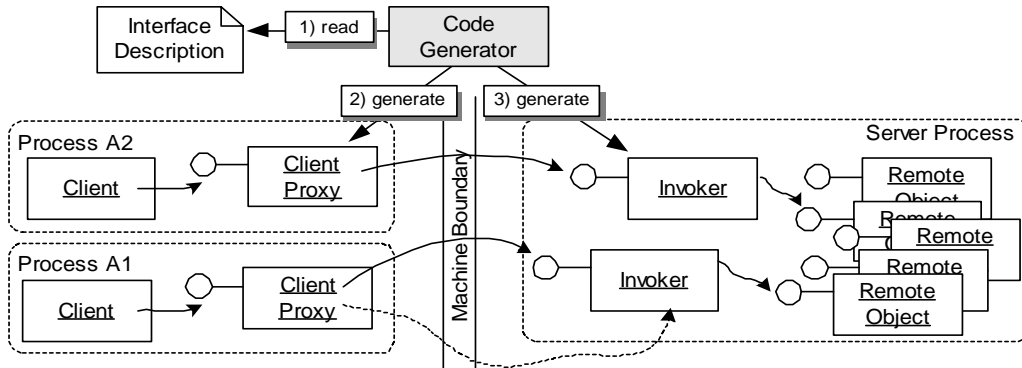 Interface
Description
1) read
Code
Generator
2) generate
3) generate
Process A2
Client
Client
Proxy
Machine Boundary
Server Process
Invoker
Remote
Object
Remote
Remote
Process A1
Client
Client
Proxy
Invoker
Remote
Remote
Object